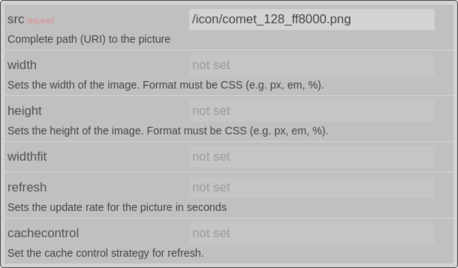 src required /icon/comet_128_ff8000.png
Complete path (URI) to the picture
width not set
Sets the width of the image. Format must be CSS (e.g. px, em, %).
height not set
Sets the height of the image. Format must be CSS (e.g. px, em, %).
widthfit not set
refresh not set
Sets the update rate for the picture in seconds
cachecontrol not set
Set the cache control strategy for refresh.